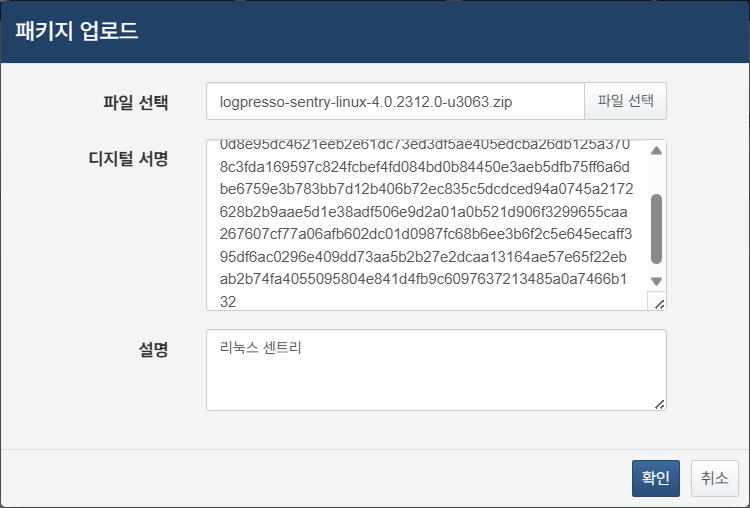 패키지 업로드
파일 선택
logpresso-sentry-linux-4.0.2312.0-u3063.zip
파일 선택
디지털 서명
0d8e95dc4621eeb2e61dc73ed3df5ae405edcba26db125a370
8c3fda169597c824fcbef4fd084bd0b84450e3aeb5dfb75ff6a6d
be6759e3b783bb7d12b406b72ec835c5dcdced94a0745a2172
628b2b9aae5d1e38adf506e9d2a01a0b521d906f3299655caa
267607cf77a06afb602dc01d0987fc68b6ee3b6f2c5e645ecaff3
95df6ac0296e409dd73aa5b2b27e2dcaa13164ae57e65f22eb
ab2b74fa4055095804e841d4fb9c6097637213485a0a7466b1
32
설명
리눅스 센트리
확인
취소